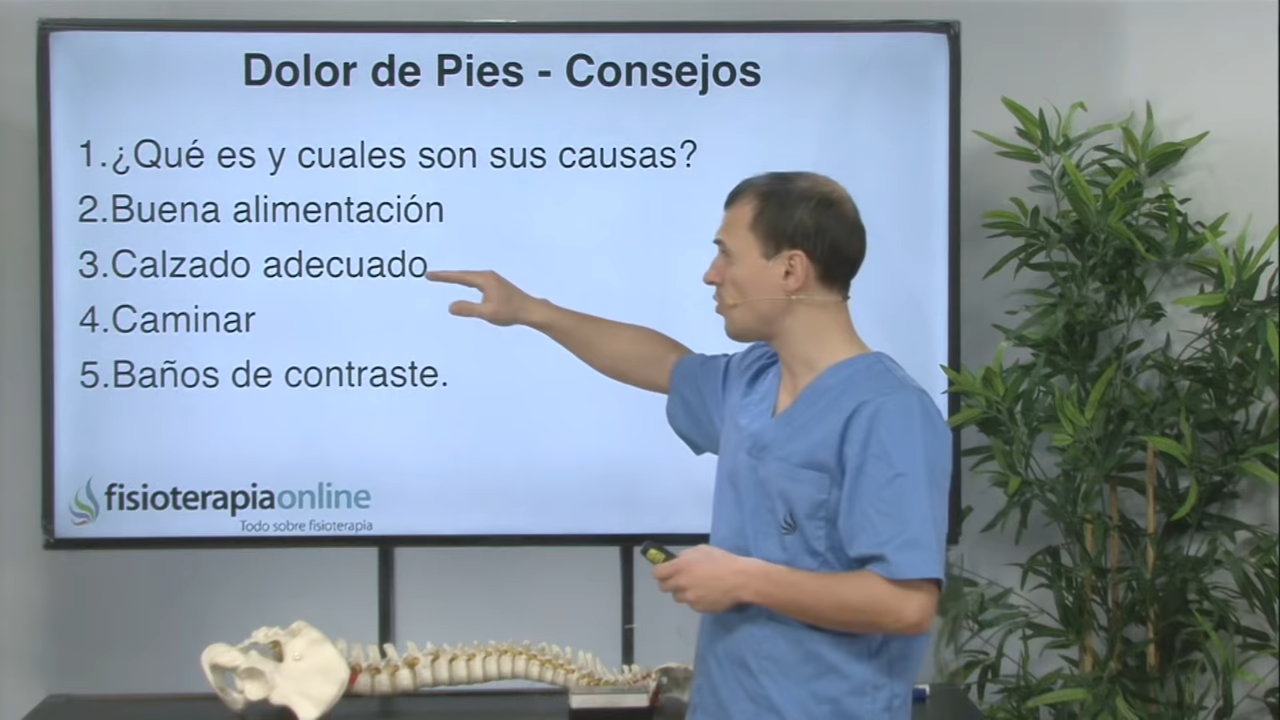 Dolor de Pies - Consejos
1.¿Qué es y cuales son sus causas?
2.Buena alimentación
3.Calzado adecuado
4.Caminar
5.Baños de contraste.
fisioterapiaonline
Todo sobre fisioterapia